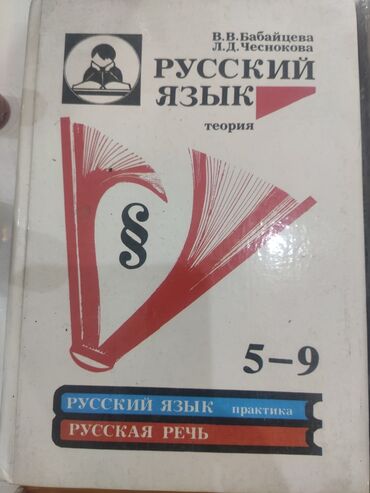 В.В.Бабайцева
Л.Д.Чеснокова
РУССКИЙ
ЯЗЫК
теория
§
5–9
РУССКИЙ ЯЗЫК практика
РУССКАЯ РЕЧЬ